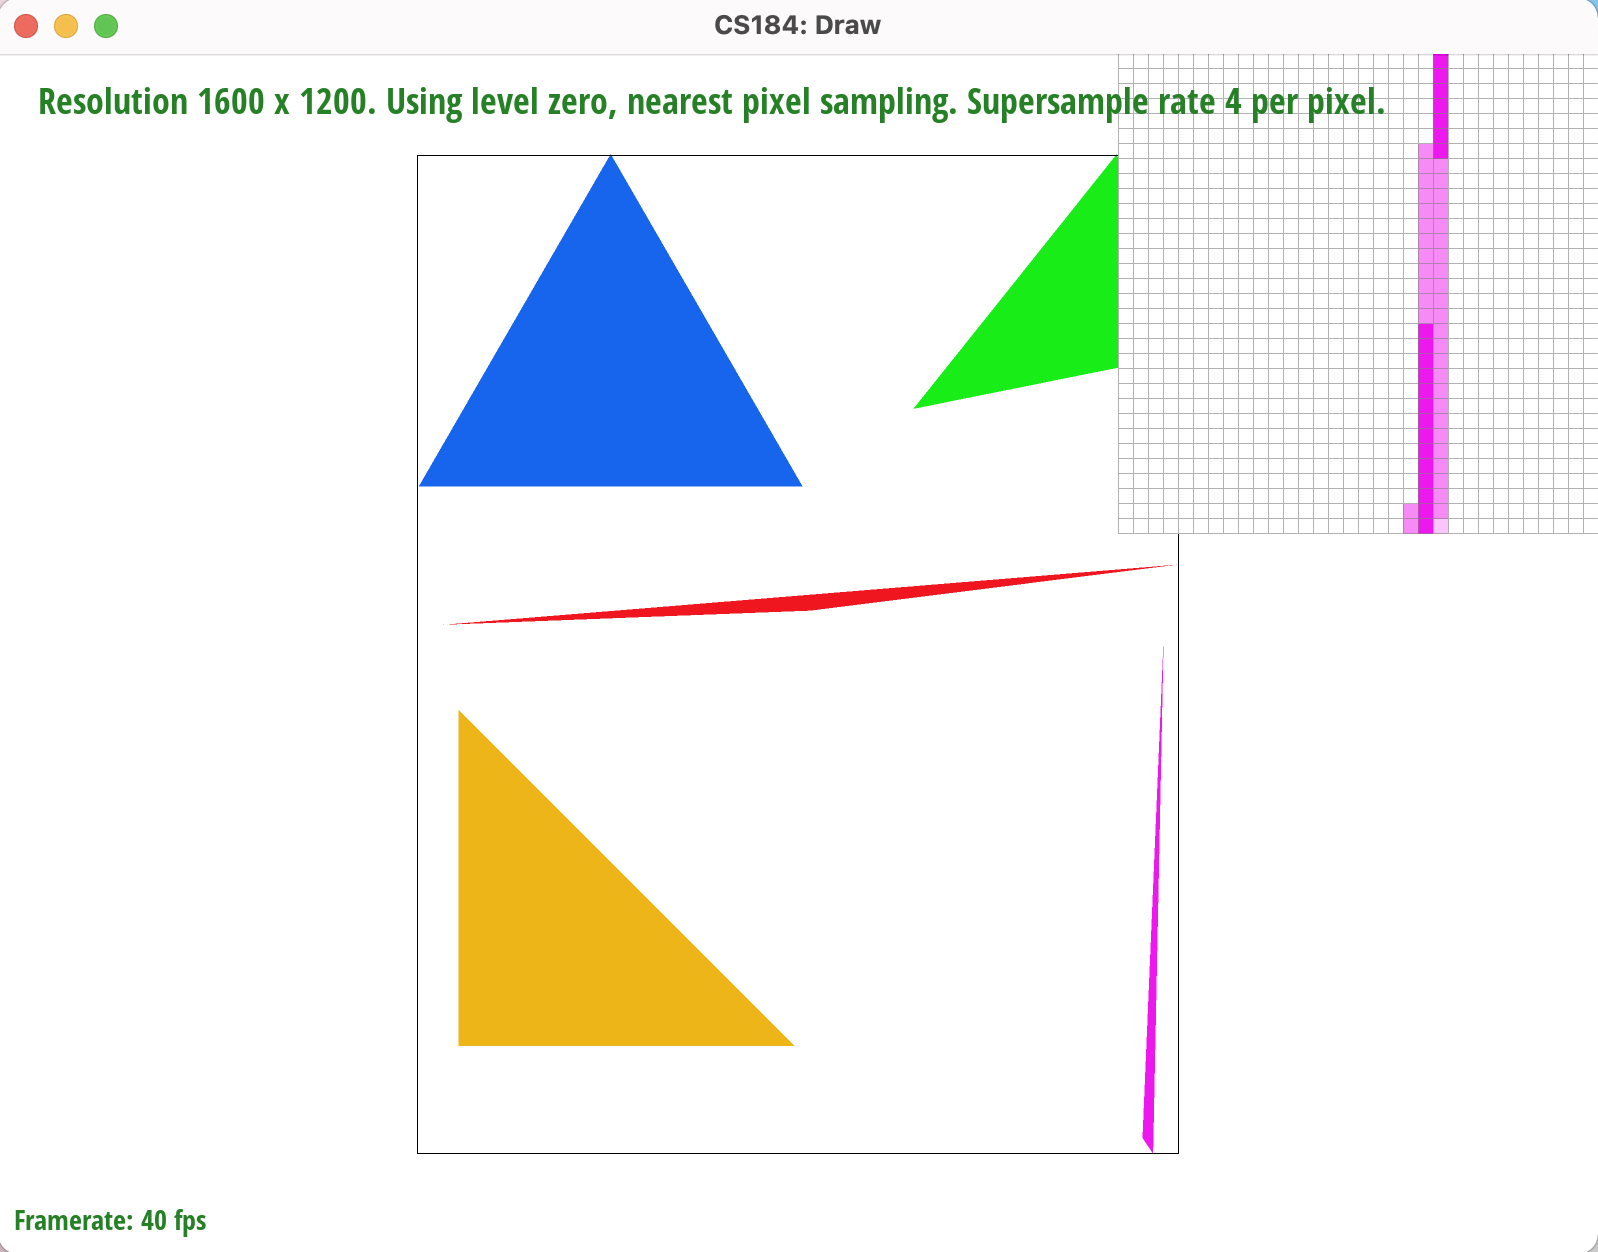 CS184: Draw
Resolution 1600 x 1200. Using level zero, nearest pixel sampling. Supersample rate 4 per pixel.
Framerate: 40 fps